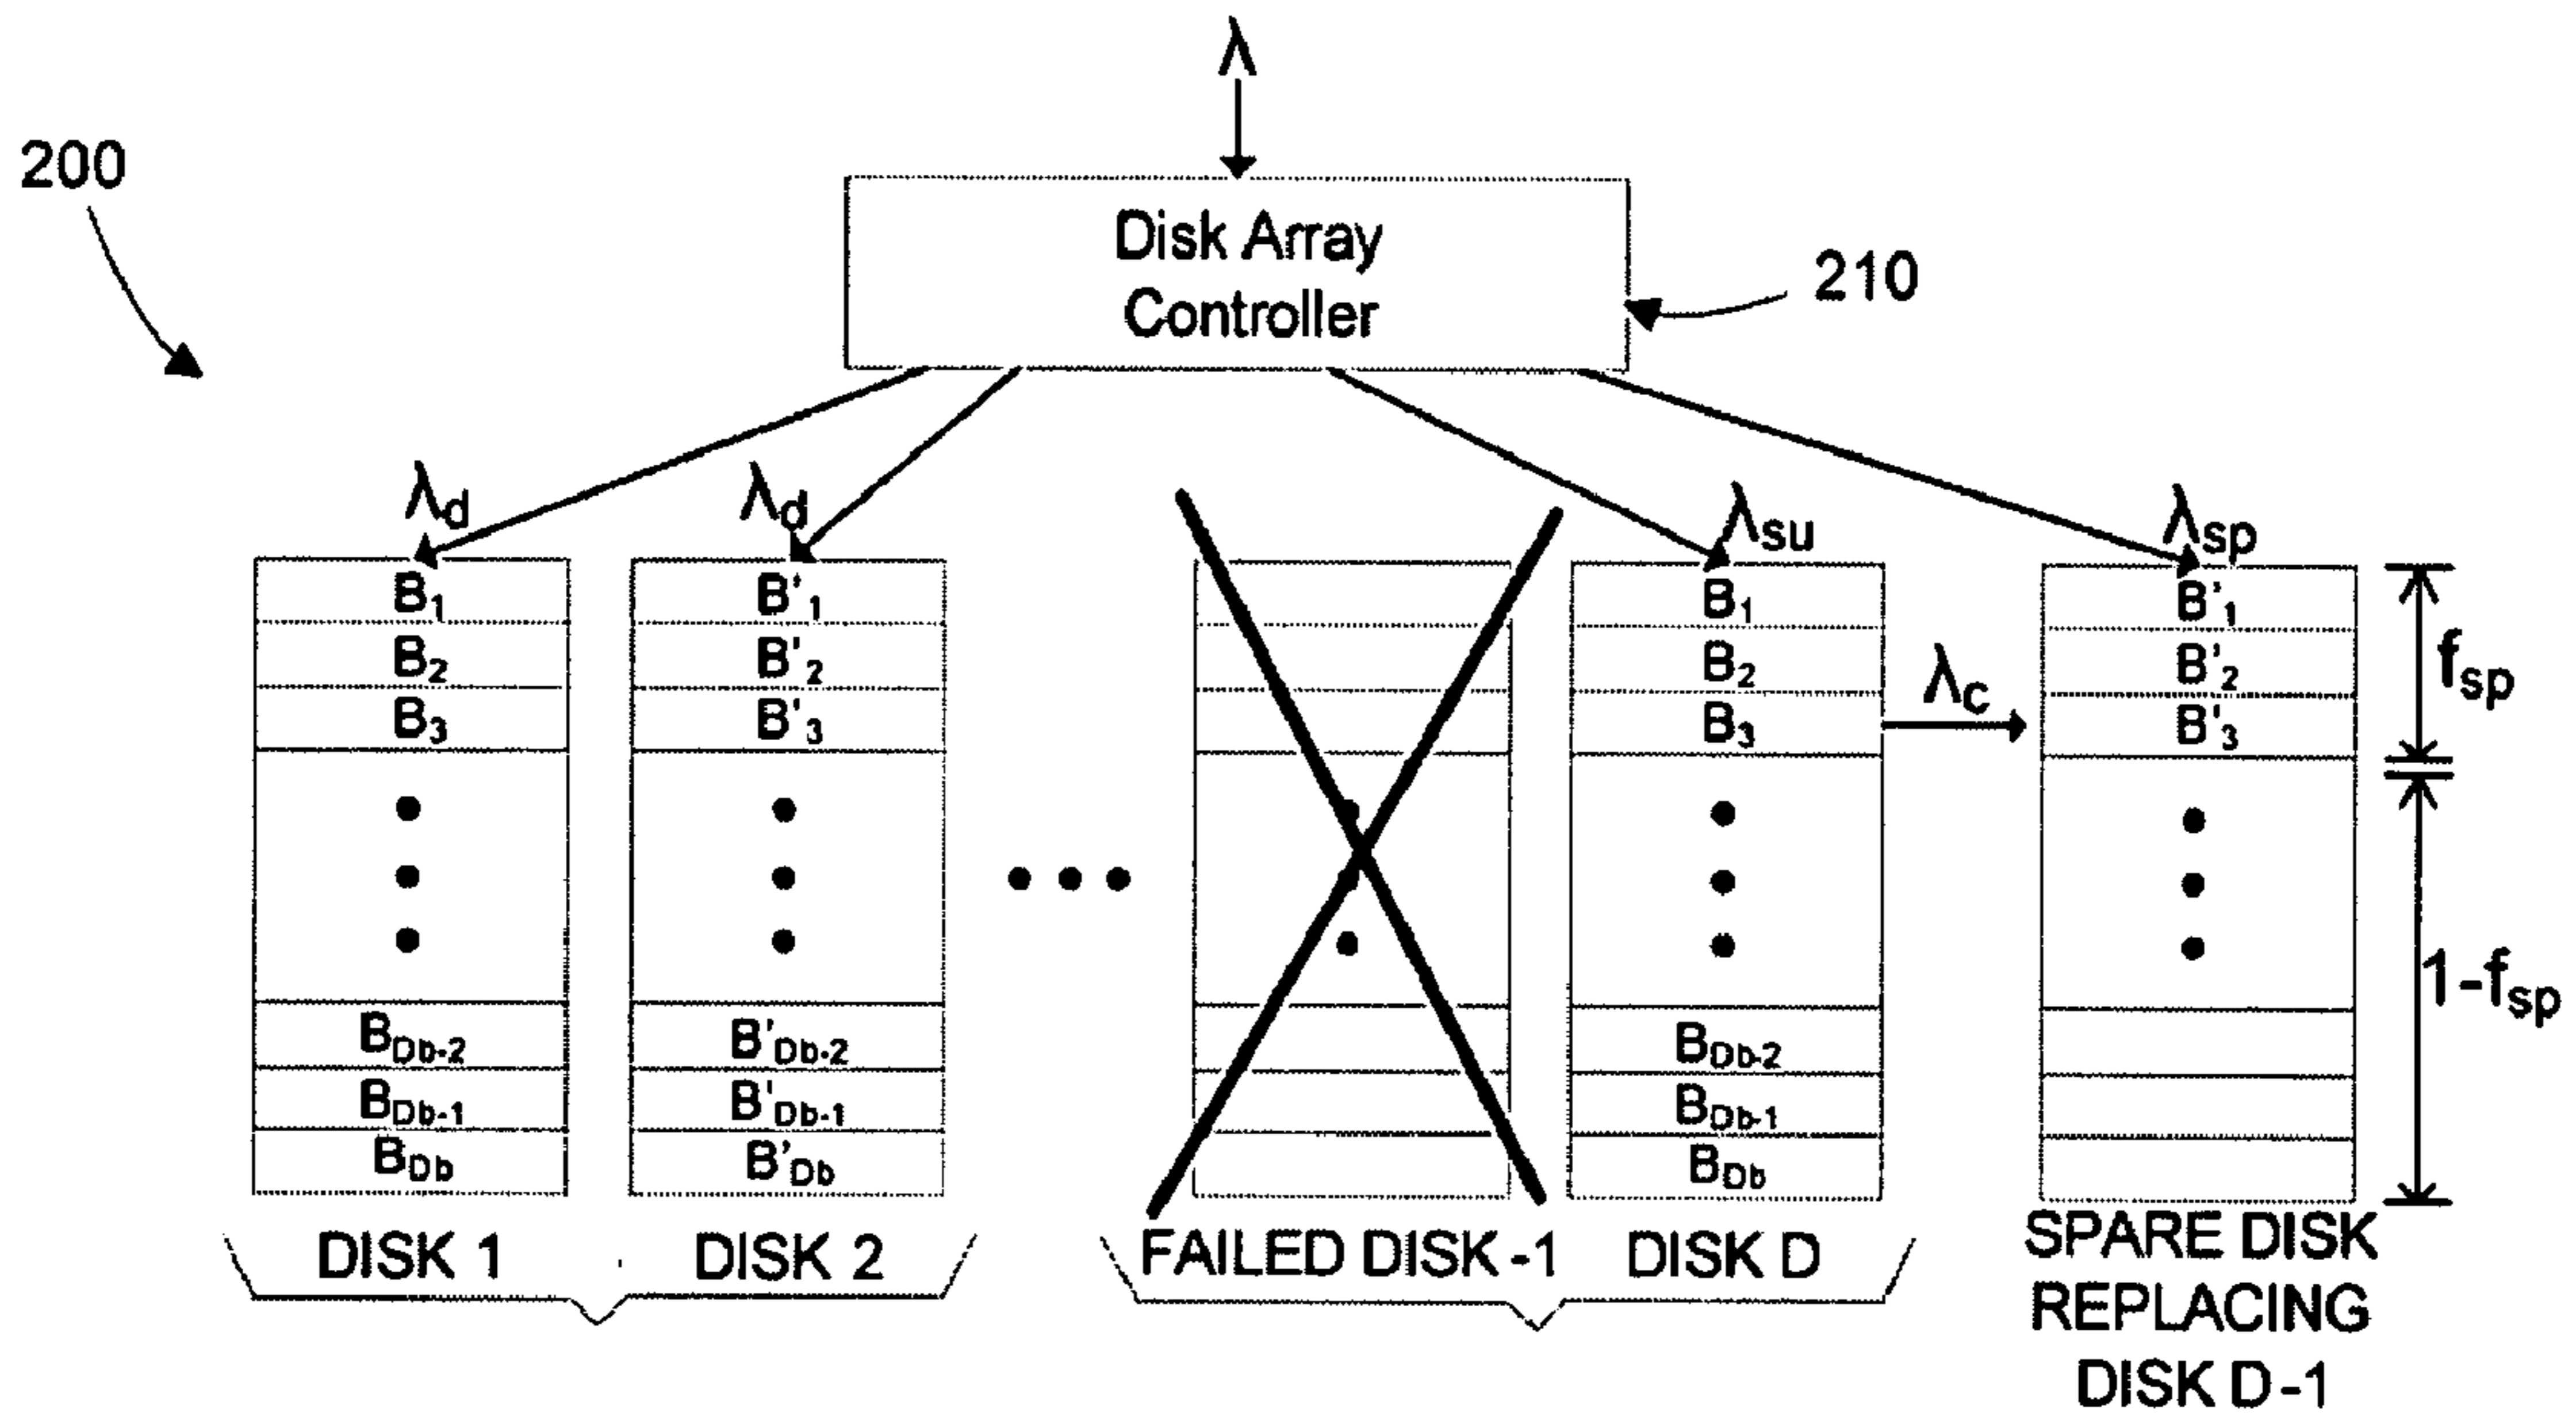 λ
200
Disk Array
Controller
210
λd λd λsu λsp
B1 B'1 B1 B'1
B2 B'2 B2 B'2
B3 B'3 B3 B'3
λc
fsp
1-fsp
BDb-2 B'Db-2 BDb-2
BDb-1 B'Db-1 BDb-1
BDb B'Db BDb
DISK 1 DISK 2 FAILED DISK -1 DISK D
SPARE DISK
REPLACING
DISK D -1